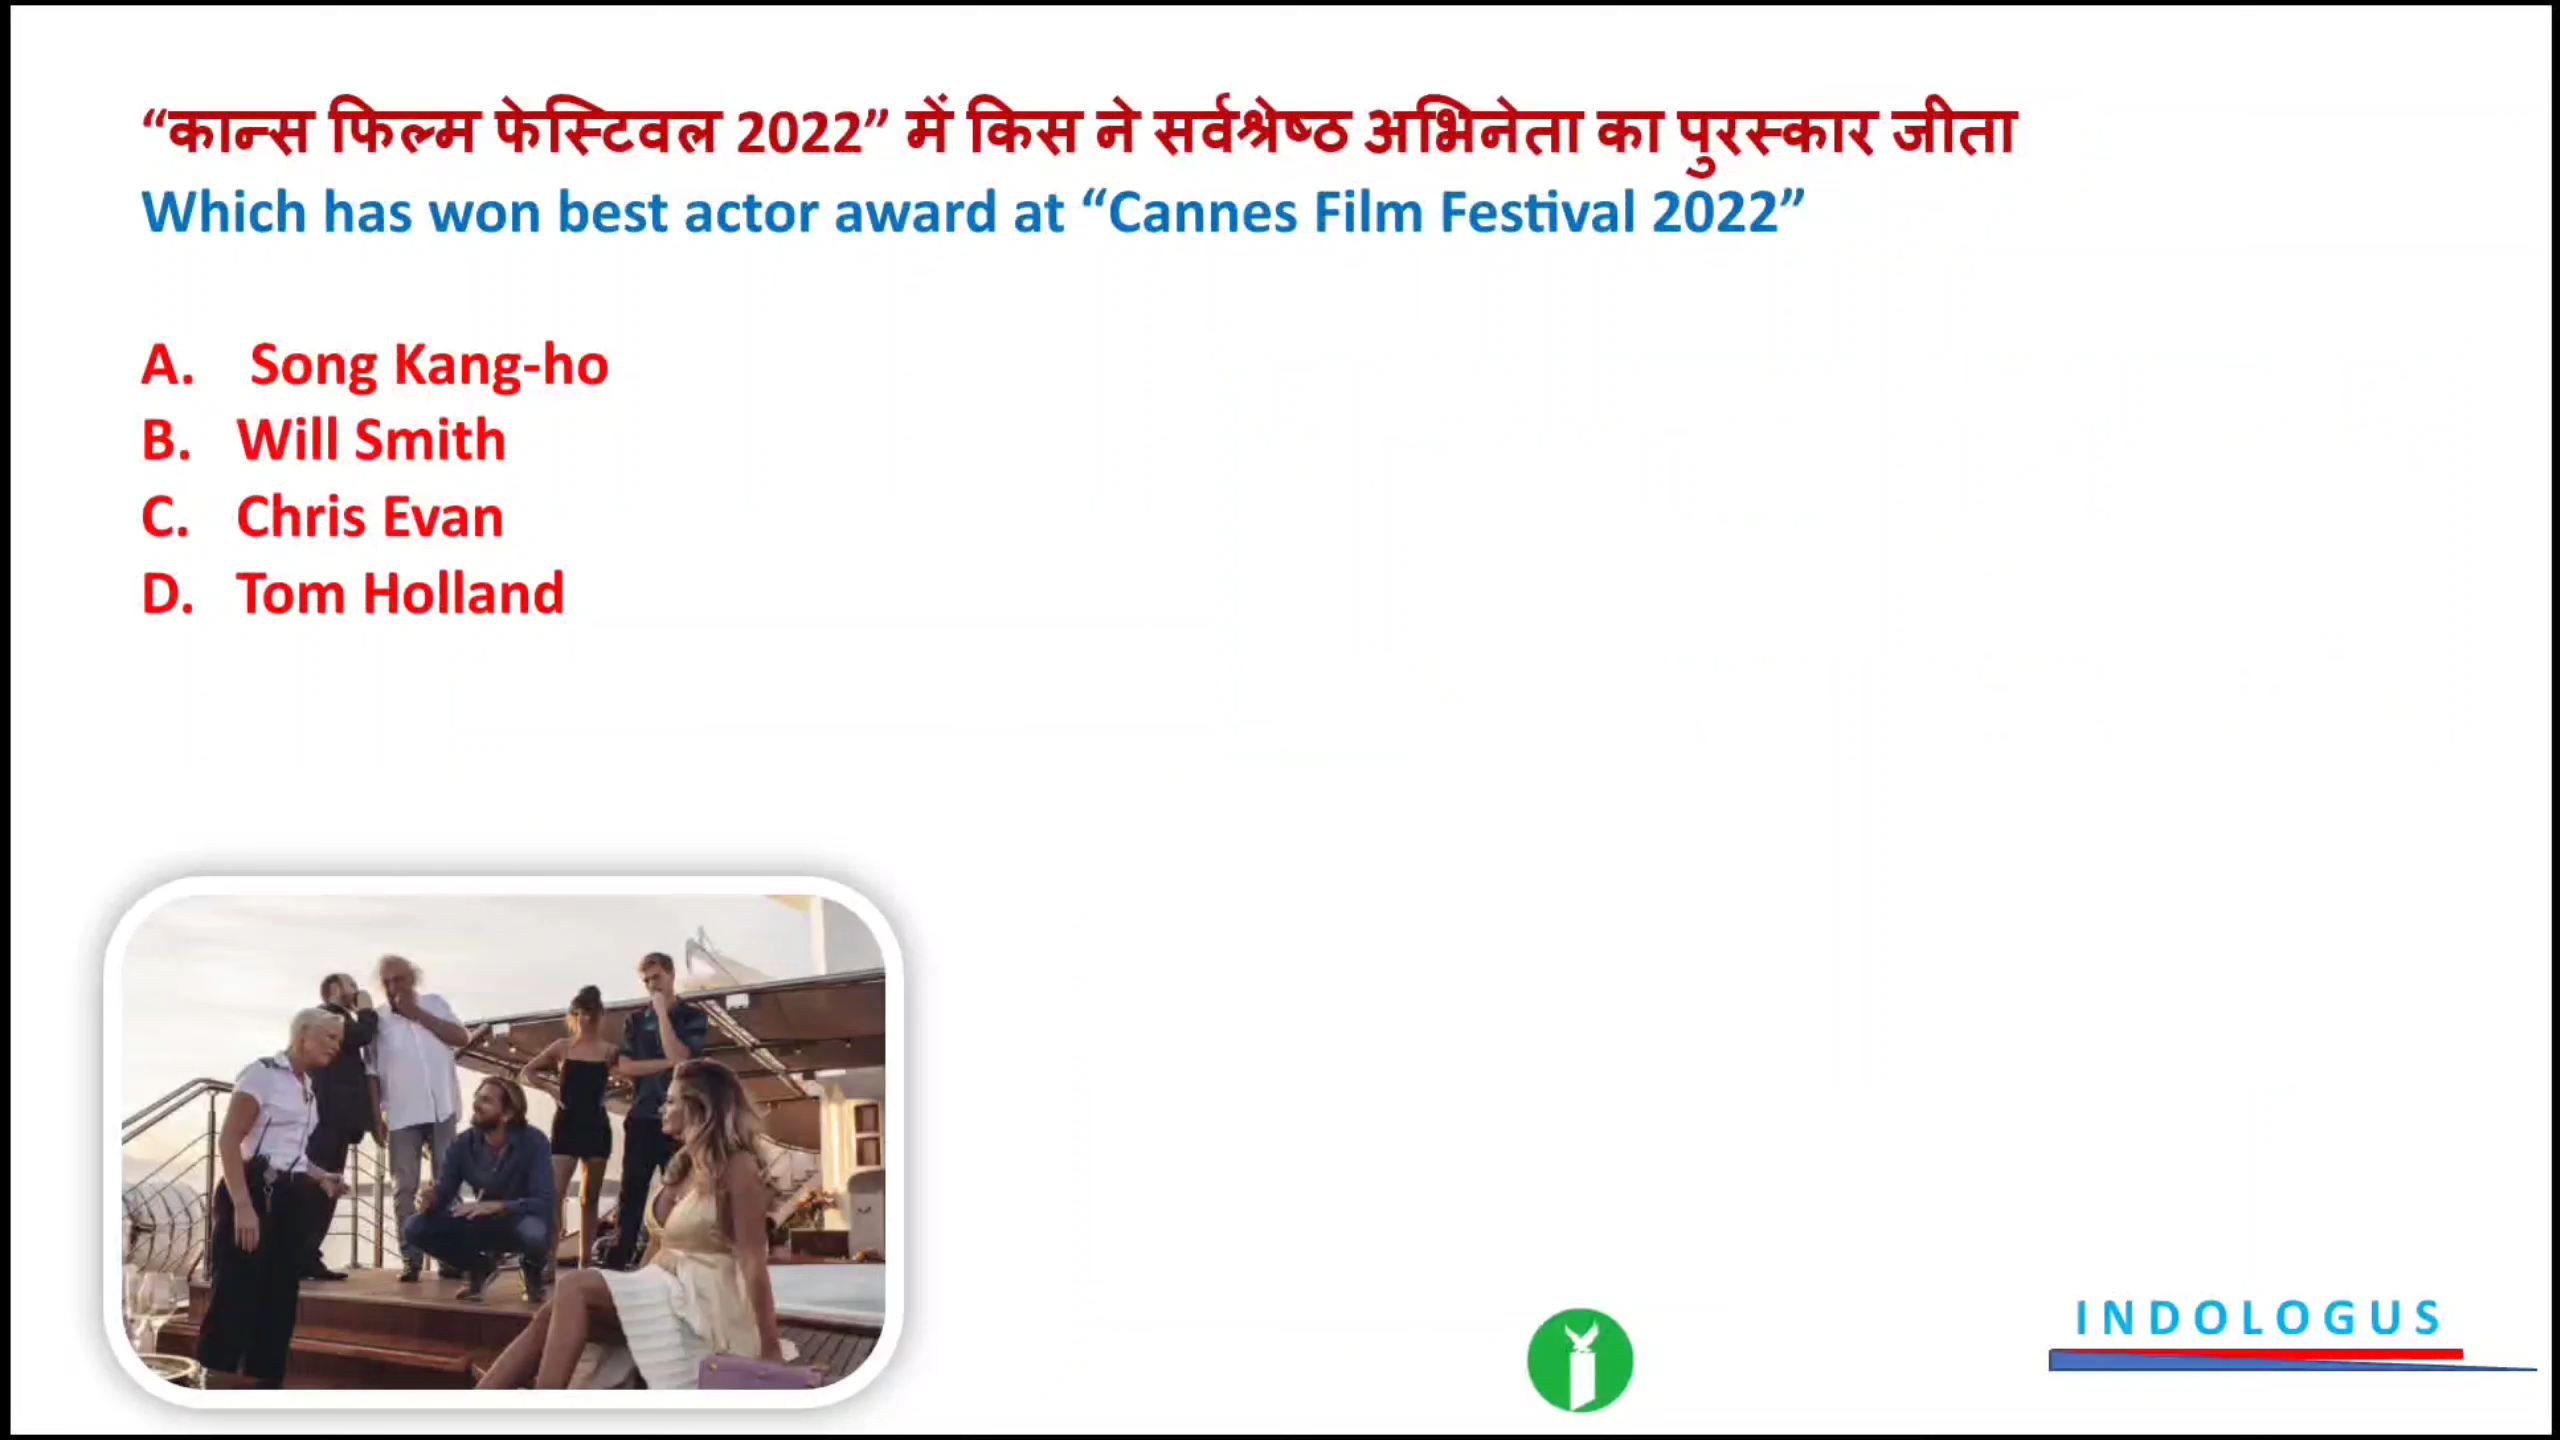 “कान्स फिल्म फेस्टिवल 2022” में किस ने सर्वश्रेष्ठ अभिनेता का पुरस्कार जीता
Which has won best actor award at “Cannes Film Festival 2022”
A. Song Kang-ho
B. Will Smith
C. Chris Evan
D. Tom Holland
INDOLOGUS